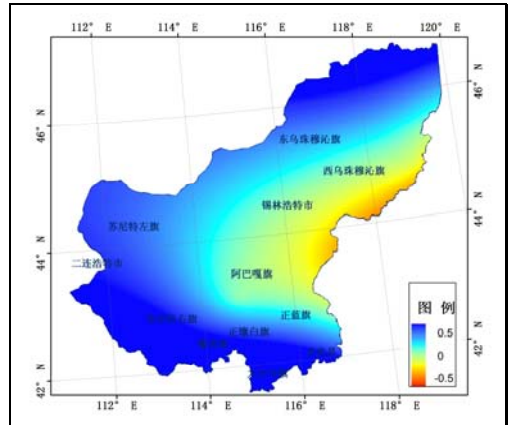 112° E
114° E
116° E
118° E
120° E
46° N
44° N
42° N
46° N
44° N
42° N
东乌珠穆沁旗
西乌珠穆沁旗
锡林浩特市
苏尼特左旗
二连浩特市
阿巴嘎旗
正蓝旗
正镶白旗
图 例
0.5
0
-0.5
112° E
114° E
116° E
118° E